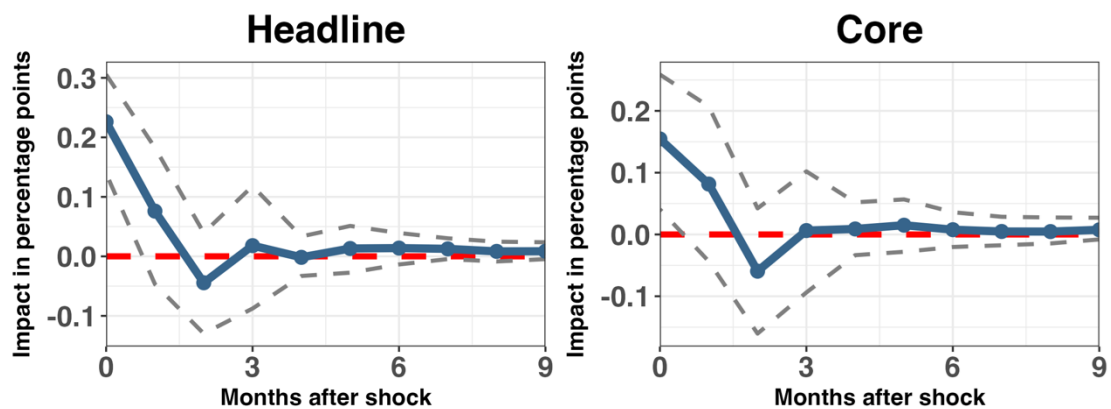 Headline
Impact in percentage points
0.3
0.2
0.1
0.0
-0.1
0
3
6
9
Months after shock
Core
Impact in percentage points
0.2
0.1
0.0
-0.1
0
3
6
9
Months after shock